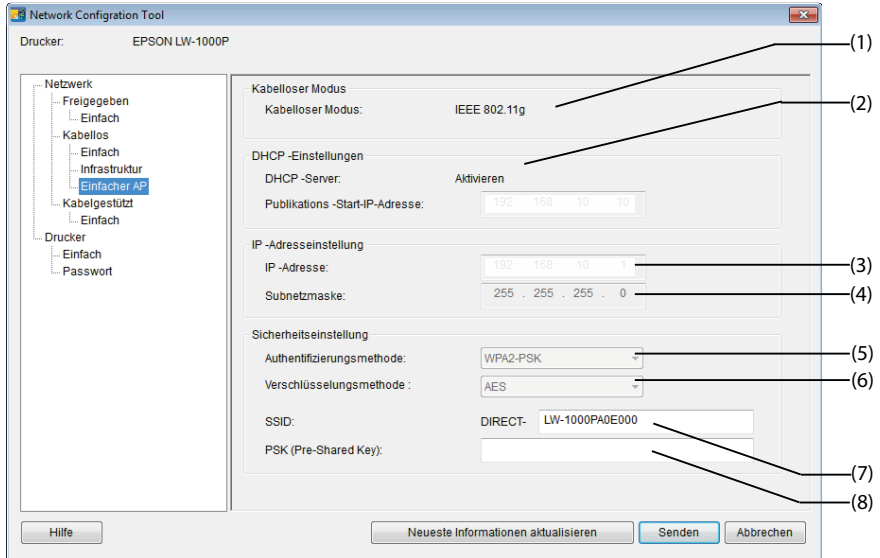 Network Configration Tool
Drucker: EPSON LW-1000P
Netzwerk
Freigegeben
Einfach
Kabellos
Einfach
Infrastruktur
Einfacher AP
Kabelgestützt
Einfach
Drucker
Einfach
Passwort
Kabelloser Modus
Kabelloser Modus: IEEE 802.11g
(1)
(2)
DHCP -Einstellungen
DHCP -Server: Aktivieren
Publikations -Start-IP-Adresse: 192 . 168 . 10 . 10
IP -Adresseinstellung
IP -Adresse: 192 . 168 . 10 . 1
(3)
Subnetzmaske: 255 . 255 . 255 . 0
(4)
Sicherheitseinstellung
Authentifizierungsmethode: WPA2-PSK
(5)
Verschlüsselungsmethode : AES
(6)
SSID: DIRECT- LW-1000PA0E000
(7)
PSK (Pre-Shared Key):
(8)
Hilfe
Neueste Informationen aktualisieren
Senden
Abbrechen